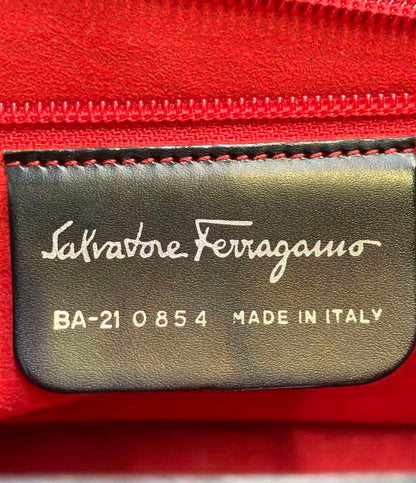 Salvatore Ferragamo
BA-21 0854 MADE IN ITALY